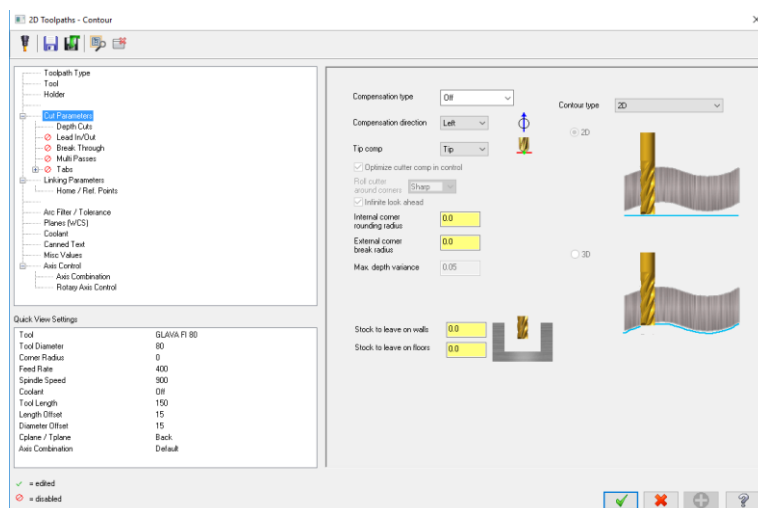 2D Toolpaths - Contour
Toolpath Type
Tool
Holder
Cut Parameters
Depth Cuts
Lead In/Out
Break Through
Multi Passes
Tabs
Linking Parameters
Home / Ref. Points
Arc Filter / Tolerance
Planes (WCS)
Coolant
Canned Text
Misc Values
Axis Control
Axis Combination
Rotary Axis Control
Quick View Settings
Tool GLAVA FI 80
Tool Diameter 80
Corner Radius 0
Feed Rate 400
Spindle Speed 900
Coolant Off
Tool Length 150
Length Offset 15
Diameter Offset 15
Cplane / Tplane Back
Axis Combination Default
= edited
= disabled
Compensation type Off
Compensation direction Left
Tip comp Tip
Optimize cutter comp in control
Roll cutter
around corners Sharp
Infinite look ahead
Internal corner
rounding radius 0.0
External corner
break radius 0.0
Max. depth variance 0.05
Stock to leave on walls 0.0
Stock to leave on floors 0.0
Contour type 2D
2D
3D